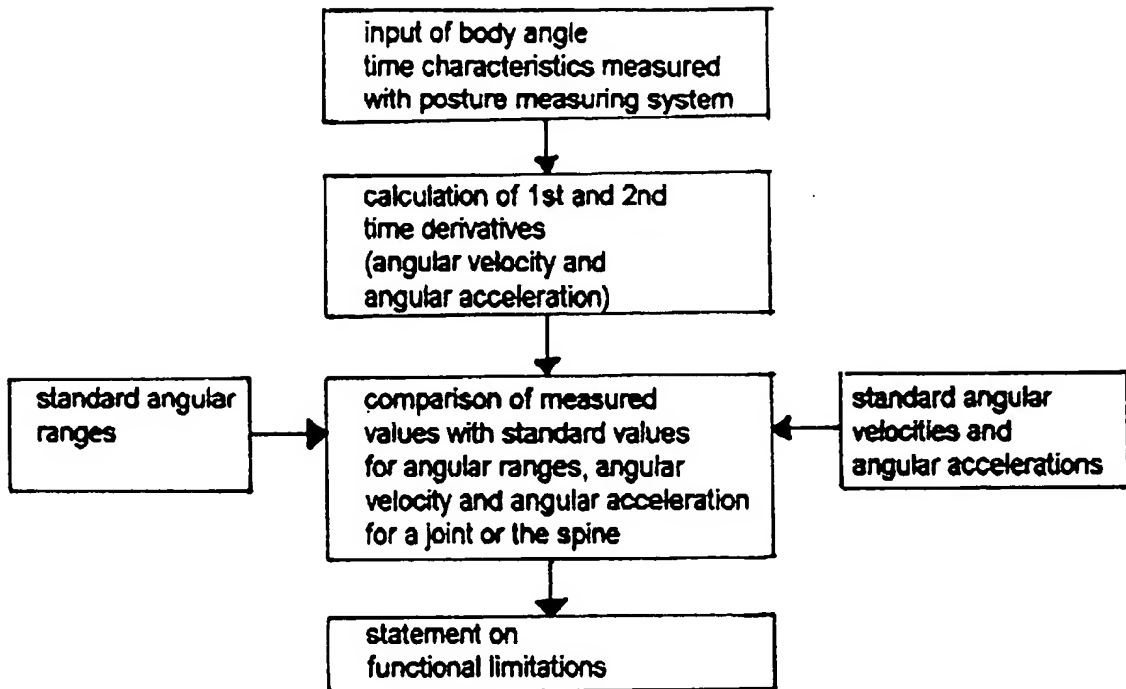 input of body angle
time characteristics measured
with posture measuring system
calculation of 1st and 2nd
time derivatives
(angular velocity and
angular acceleration)
standard angular
ranges
comparison of measured
values with standard values
for angular ranges, angular
velocity and angular acceleration
for a joint or the spine
standard angular
velocities and
angular accelerations
statement on
functional limitations